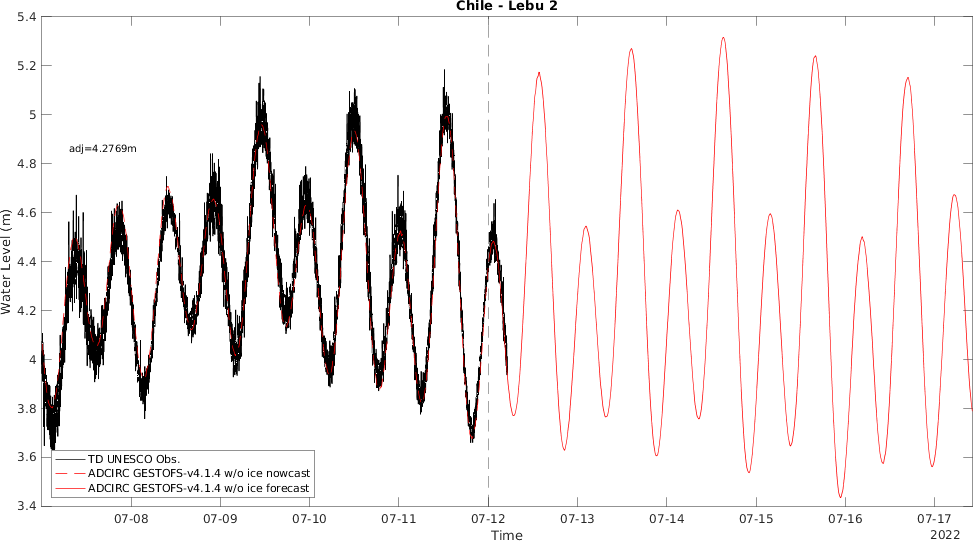 Chile - Lebu 2
5.4
5.2
5
4.8
4.6
4.4
4.2
4
3.8
3.6
3.4
Water Level (m)
adj=4.2769m
TD UNESCO Obs.
ADCIRC GESTOFS-v4.1.4 w/o ice nowcast
ADCIRC GESTOFS-v4.1.4 w/o ice forecast
07-08 07-09 07-10 07-11 07-12 07-13 07-14 07-15 07-16 07-17
Time 2022